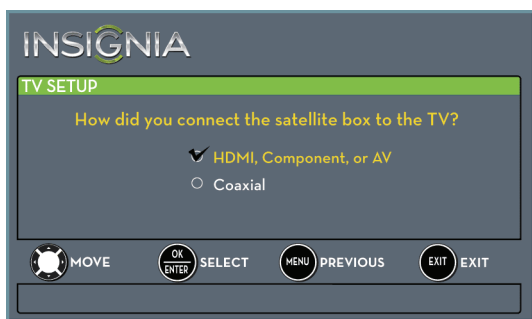 INSIGNIA
TV SETUP
How did you connect the satellite box to the TV?
HDMI, Component, or AV
Coaxial
MOVE OK ENTER SELECT MENU PREVIOUS EXIT EXIT